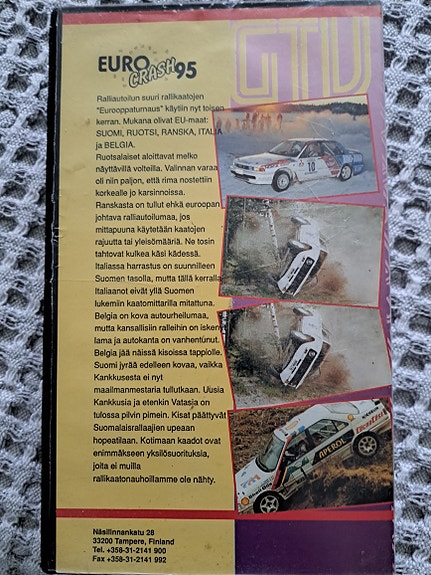 GTV
EURO
CRASH 95
Ralliautoilun suuri rallikaatojen
"Eurooppaturnaus" käytiin nyt toisen
kerran. Mukana olivat EU-maat:
SUOMI, RUOTSI, RANSKA, ITALIA
ja BELGIA.
Ruotsalaiset aloittavat melko
näyttävillä volteilla. Valinnan varaa
oli niin paljon, että rima nostettiin
korkealle jo karsinnoissa.
Ranskasta on tullut ehkä euroopan
johtava ralliautoilumaa, jos
mittapuuna käytetään kaatojen
rajuutta tai yleisömääriä. Ne tosin
tahtovat kulkea käsi kädessä.
Italiassa harrastus on suunnilleen
Suomen tasolla, mutta tällä kerralla
Italiaanot eivät yllä Suomen
lukemiin kaatomittarilla mitattuna.
Belgia on kova autourheilumaa,
mutta kansallisiin ralleihin on iskenyt
lama ja autokanta on vanhentunut.
Belgia jää näissä kisoissa tappiolle.
Suomi jyrää edelleen kovaa, vaikka
Kankkusesta ei nyt
maailmanmestaria tullutkaan. Uusia
Kankkusia ja etenkin Vatasia on
tulossa pilvin pimein. Kisat päättyvät
Suomalaisrallaajien upeaan
hopeatilaan. Kotimaan kaadot ovat
enimmäkseen yksilösuorituksia,
joita ei muilla
rallikaatonauhoillamme ole nähty.
10
APEROL
Näsilinnankatu 28
33200 Tampere, Finland
Tel. +358-31-2141 900
Fax +358-31-2141 992